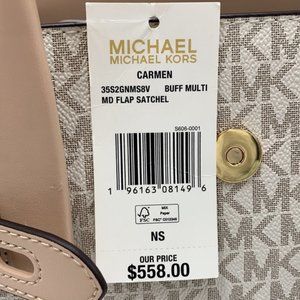 MICHAEL
MICHAEL KORS
CARMEN
35S2GNMS8V BUFF MULTI
MD FLAP SATCHEL
S606-0001
1 96163 08149 6
FSC
MIX
Paper
NS
OUR PRICE
$558.00